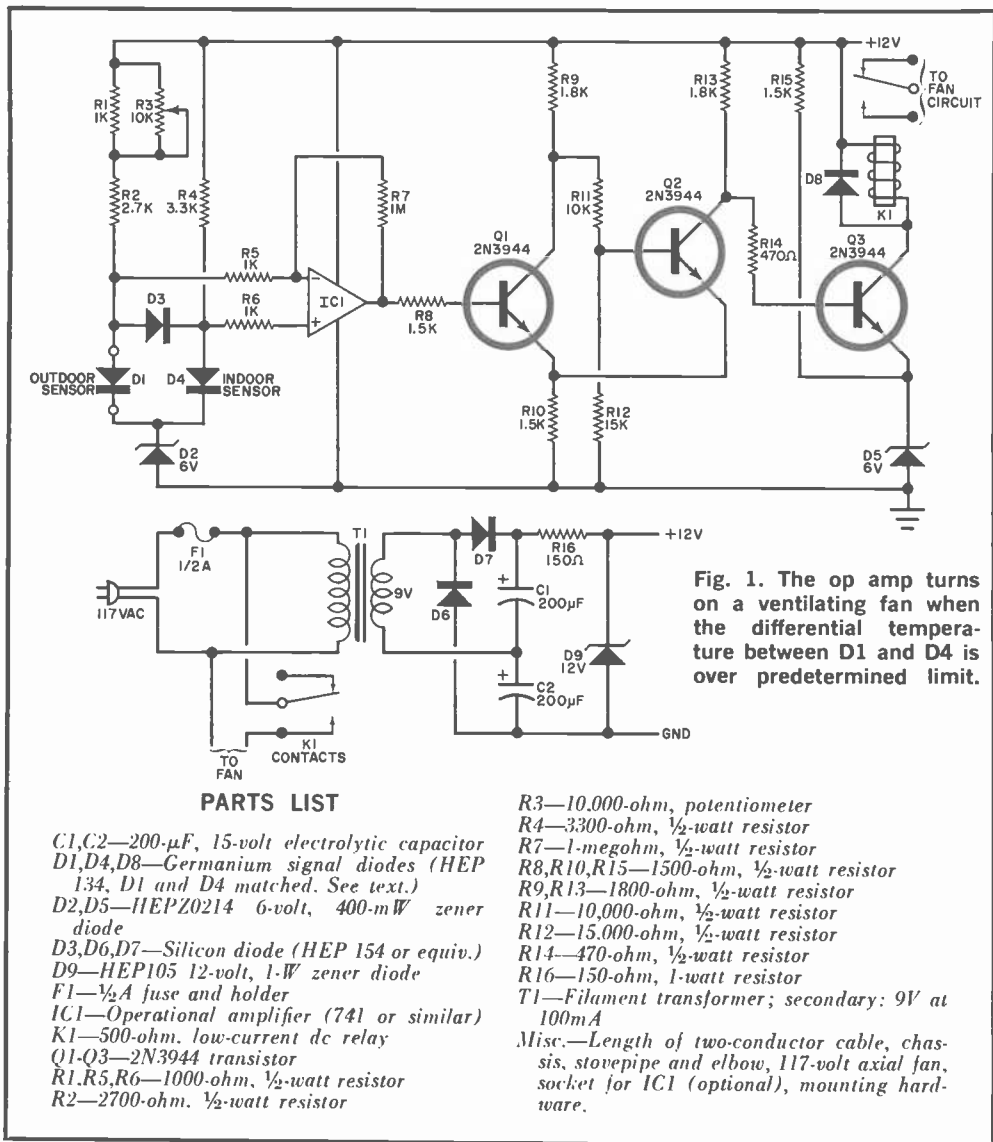 +12V
R1
1K
R3
10K
R2
2.7K
R4
3.3K
R5
1K
R6
1K
R7
1M
IC1
-
+
R8
1.5K
Q1
2N3944
R9
1.8K
R10
1.5K
R11
10K
R12
15K
Q2
2N3944
R13
1.8K
R14
470Ω
R15
1.5K
Q3
2N3944
D8
K1
TO
FAN
CIRCUIT
D3
OUTDOOR
SENSOR
D1
D4
INDOOR
SENSOR
D2
6V
D5
6V
F1
1/2A
117VAC
T1
9V
D7
D6
+
C1
200µF
+
C2
200µF
R16
150Ω
D9
12V
+12V
GND
TO
FAN
K1
CONTACTS
Fig. 1. The op amp turns
on a ventilating fan when
the differential tempera-
ture between D1 and D4 is
over predetermined limit.
PARTS LIST
C1,C2—200-µF, 15-volt electrolytic capacitor
D1,D4,D8—Germanium signal diodes (HEP
134, D1 and D4 matched. See text.)
D2,D5—HEPZ0214 6-volt, 400-mW zener
diode
D3,D6,D7—Silicon diode (HEP 154 or equiv.)
D9—HEP105 12-volt, 1-W zener diode
F1—½A fuse and holder
IC1—Operational amplifier (741 or similar)
K1—500-ohm. low-current dc relay
Q1-Q3—2N3944 transistor
R1,R5,R6—1000-ohm, ½-watt resistor
R2—2700-ohm. ½-watt resistor
R3—10,000-ohm, potentiometer
R4—3300-ohm, ½-watt resistor
R7—1-megohm, ½-watt resistor
R8,R10,R15—1500-ohm, ½-watt resistor
R9,R13—1800-ohm, ½-watt resistor
R11—10,000-ohm, ½-watt resistor
R12—15,000-ohm, ½-watt resistor
R14—470-ohm, ½-watt resistor
R16—150-ohm, 1-watt resistor
T1—Filament transformer; secondary: 9V at
100mA
Misc.—Length of two-conductor cable, chas-
sis, stovepipe and elbow, 117-volt axial fan,
socket for IC1 (optional), mounting hard-
ware.